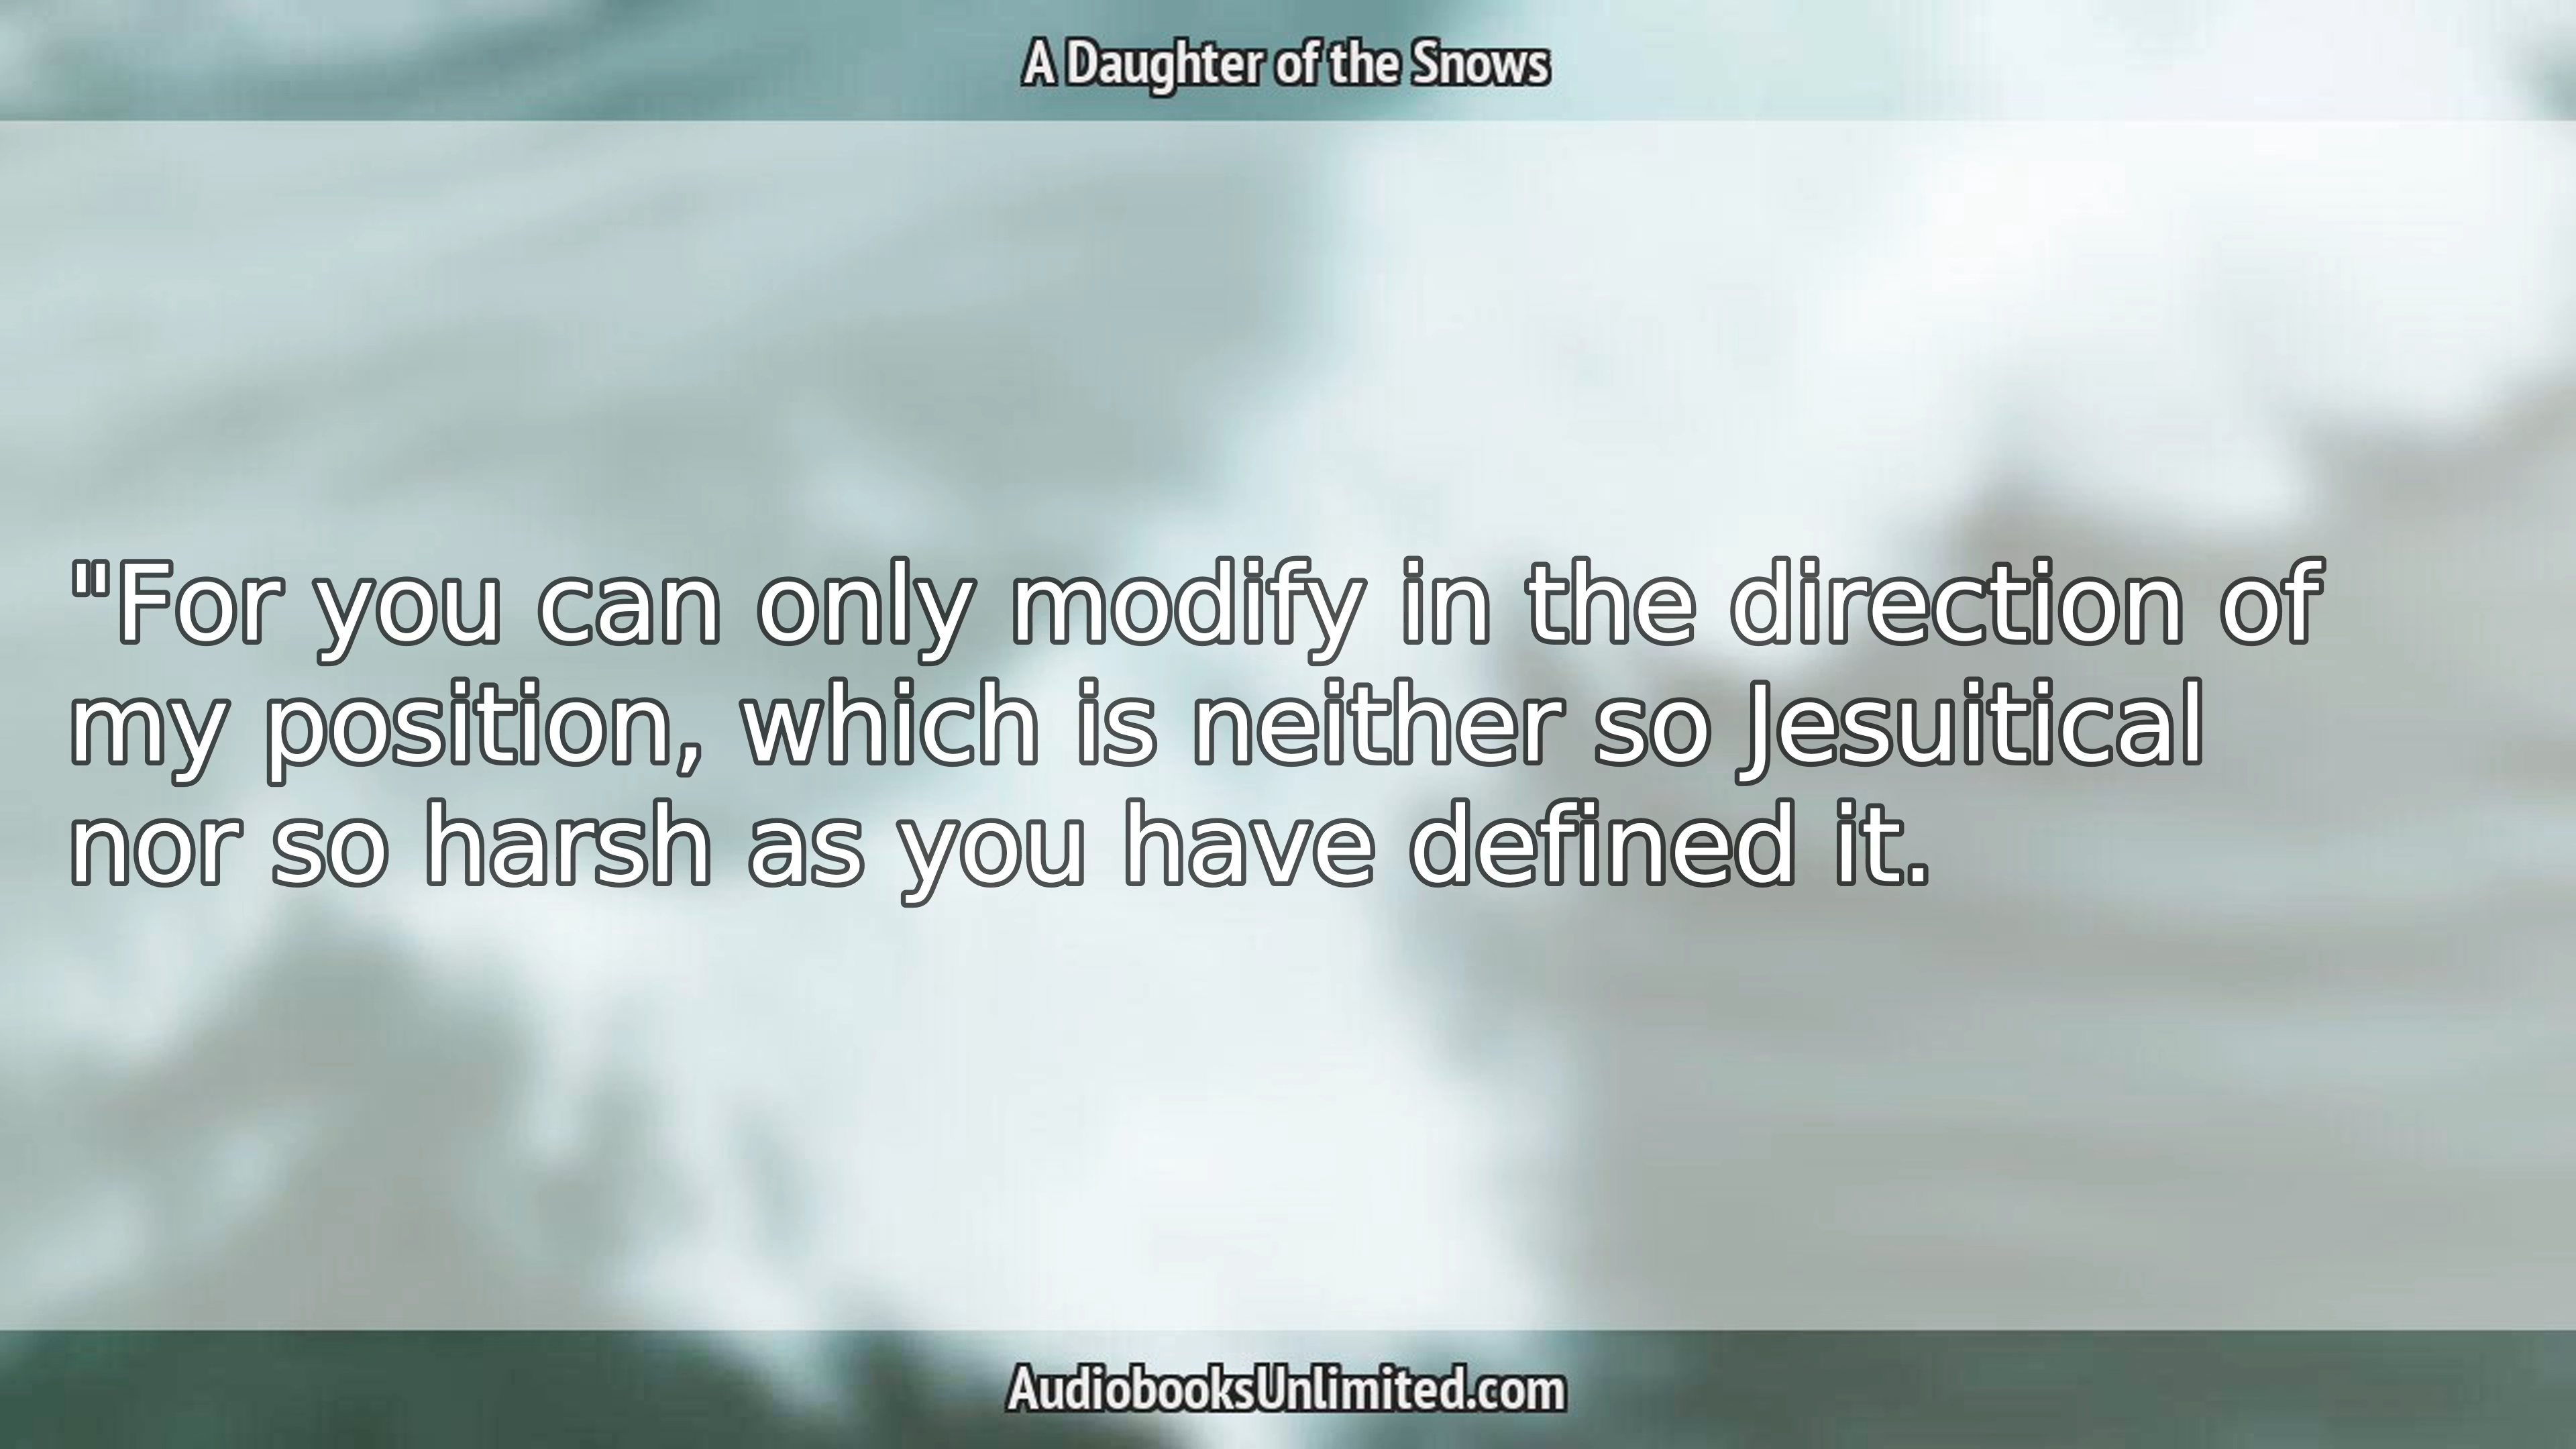 A Daughter of the Snows
"For you can only modify in the direction of
my position, which is neither so Jesuitical
nor so harsh as you have defined it.
AudiobooksUnlimited.com